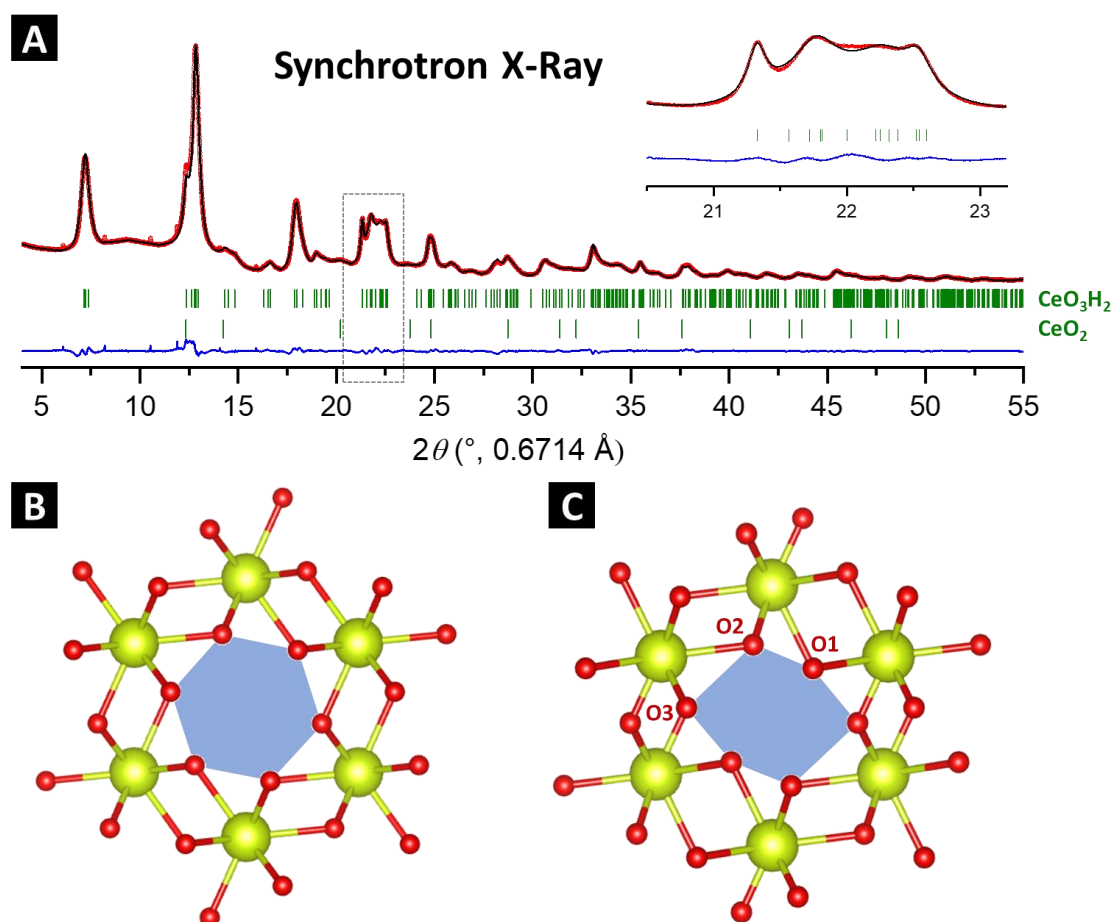 A
Synchrotron X-Ray
21 22 23
CeO₃H₂
CeO₂
5 10 15 20 25 30 35 40 45 50 55
2θ (°, 0.6714 Å)
B
C
O2
O1
O3